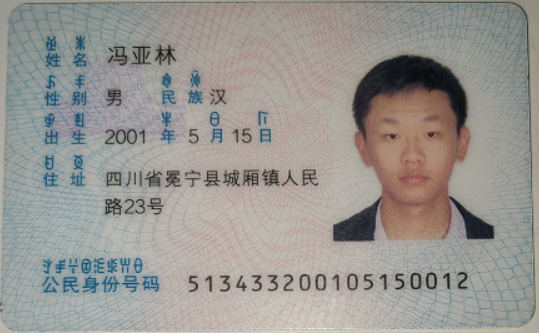 姓名 冯亚林
性别 男 民族 汉
出生 2001 年 5 月 15 日
住址 四川省冕宁县城厢镇人民
路23号
公民身份号码 513433200105150012